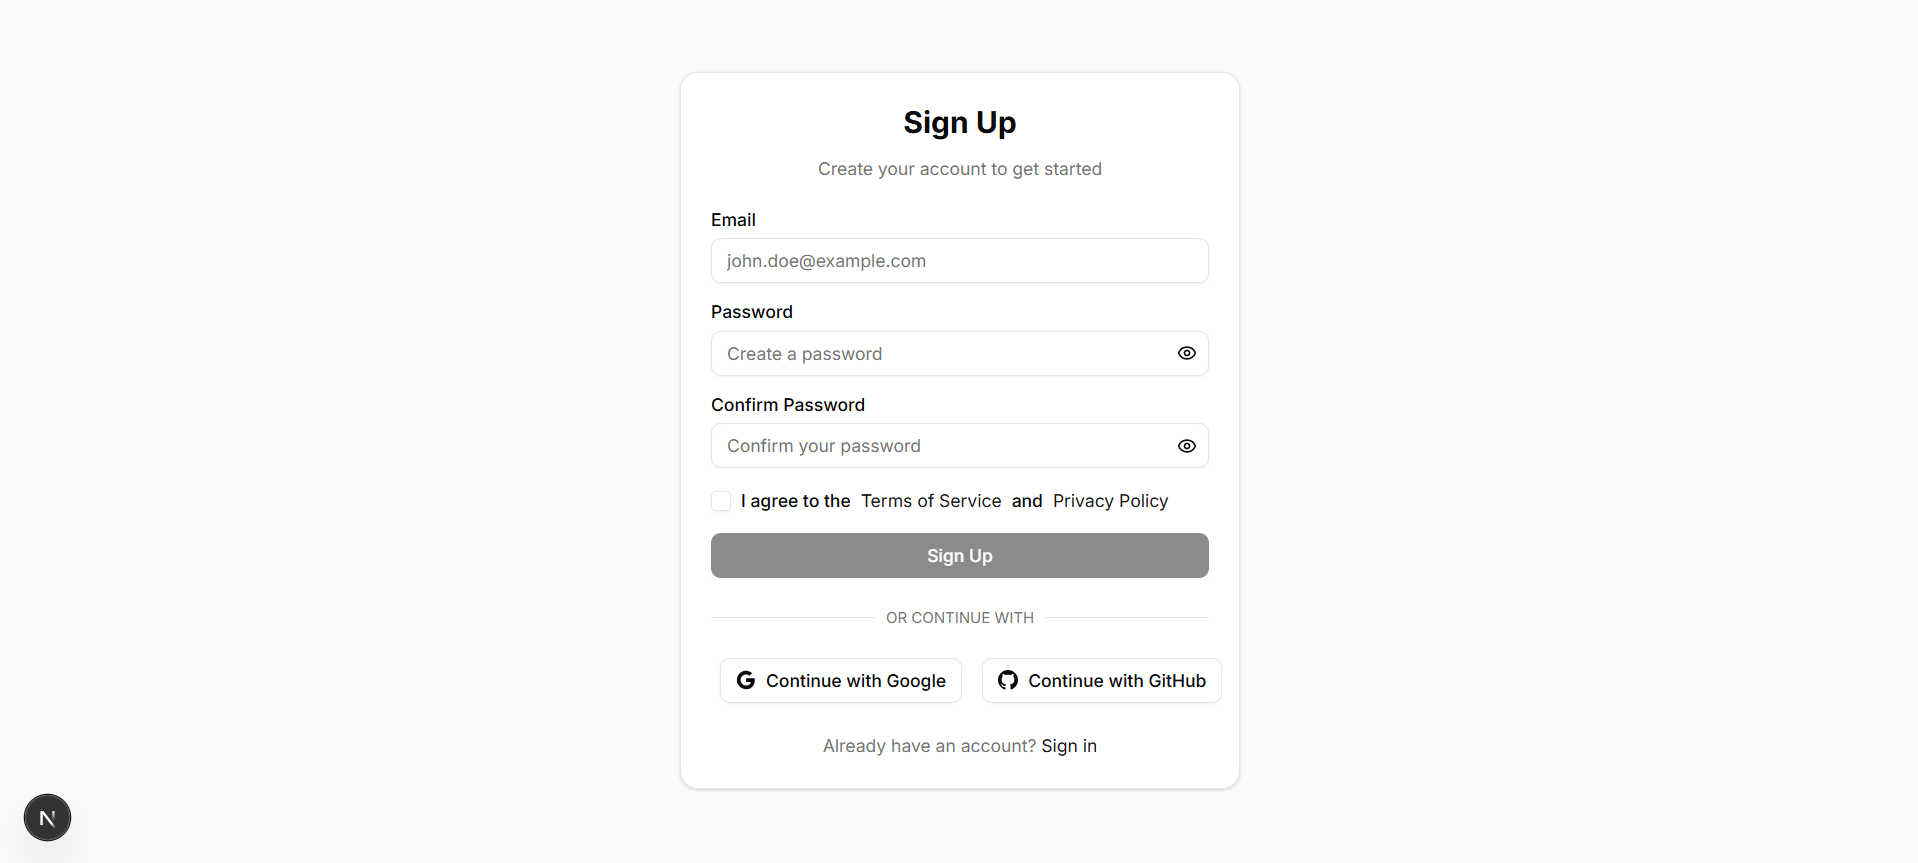 Sign Up
Create your account to get started
Email
john.doe@example.com
Password
Create a password
Confirm Password
Confirm your password
I agree to the Terms of Service and Privacy Policy
Sign Up
OR CONTINUE WITH
Continue with Google
Continue with GitHub
Already have an account? Sign in
N